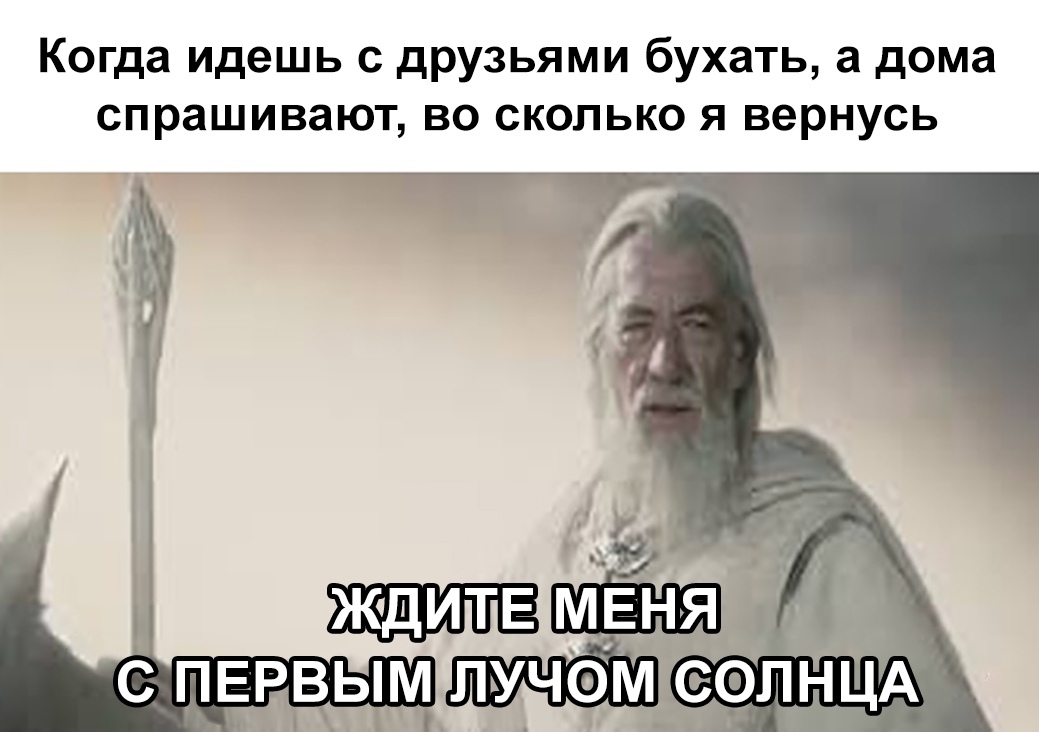 Когда идешь с друзьями бухать, а дома
спрашивают, во сколько я вернусь
ЖДИТЕ МЕНЯ
С ПЕРВЫМ ЛУЧОМ СОЛНЦА